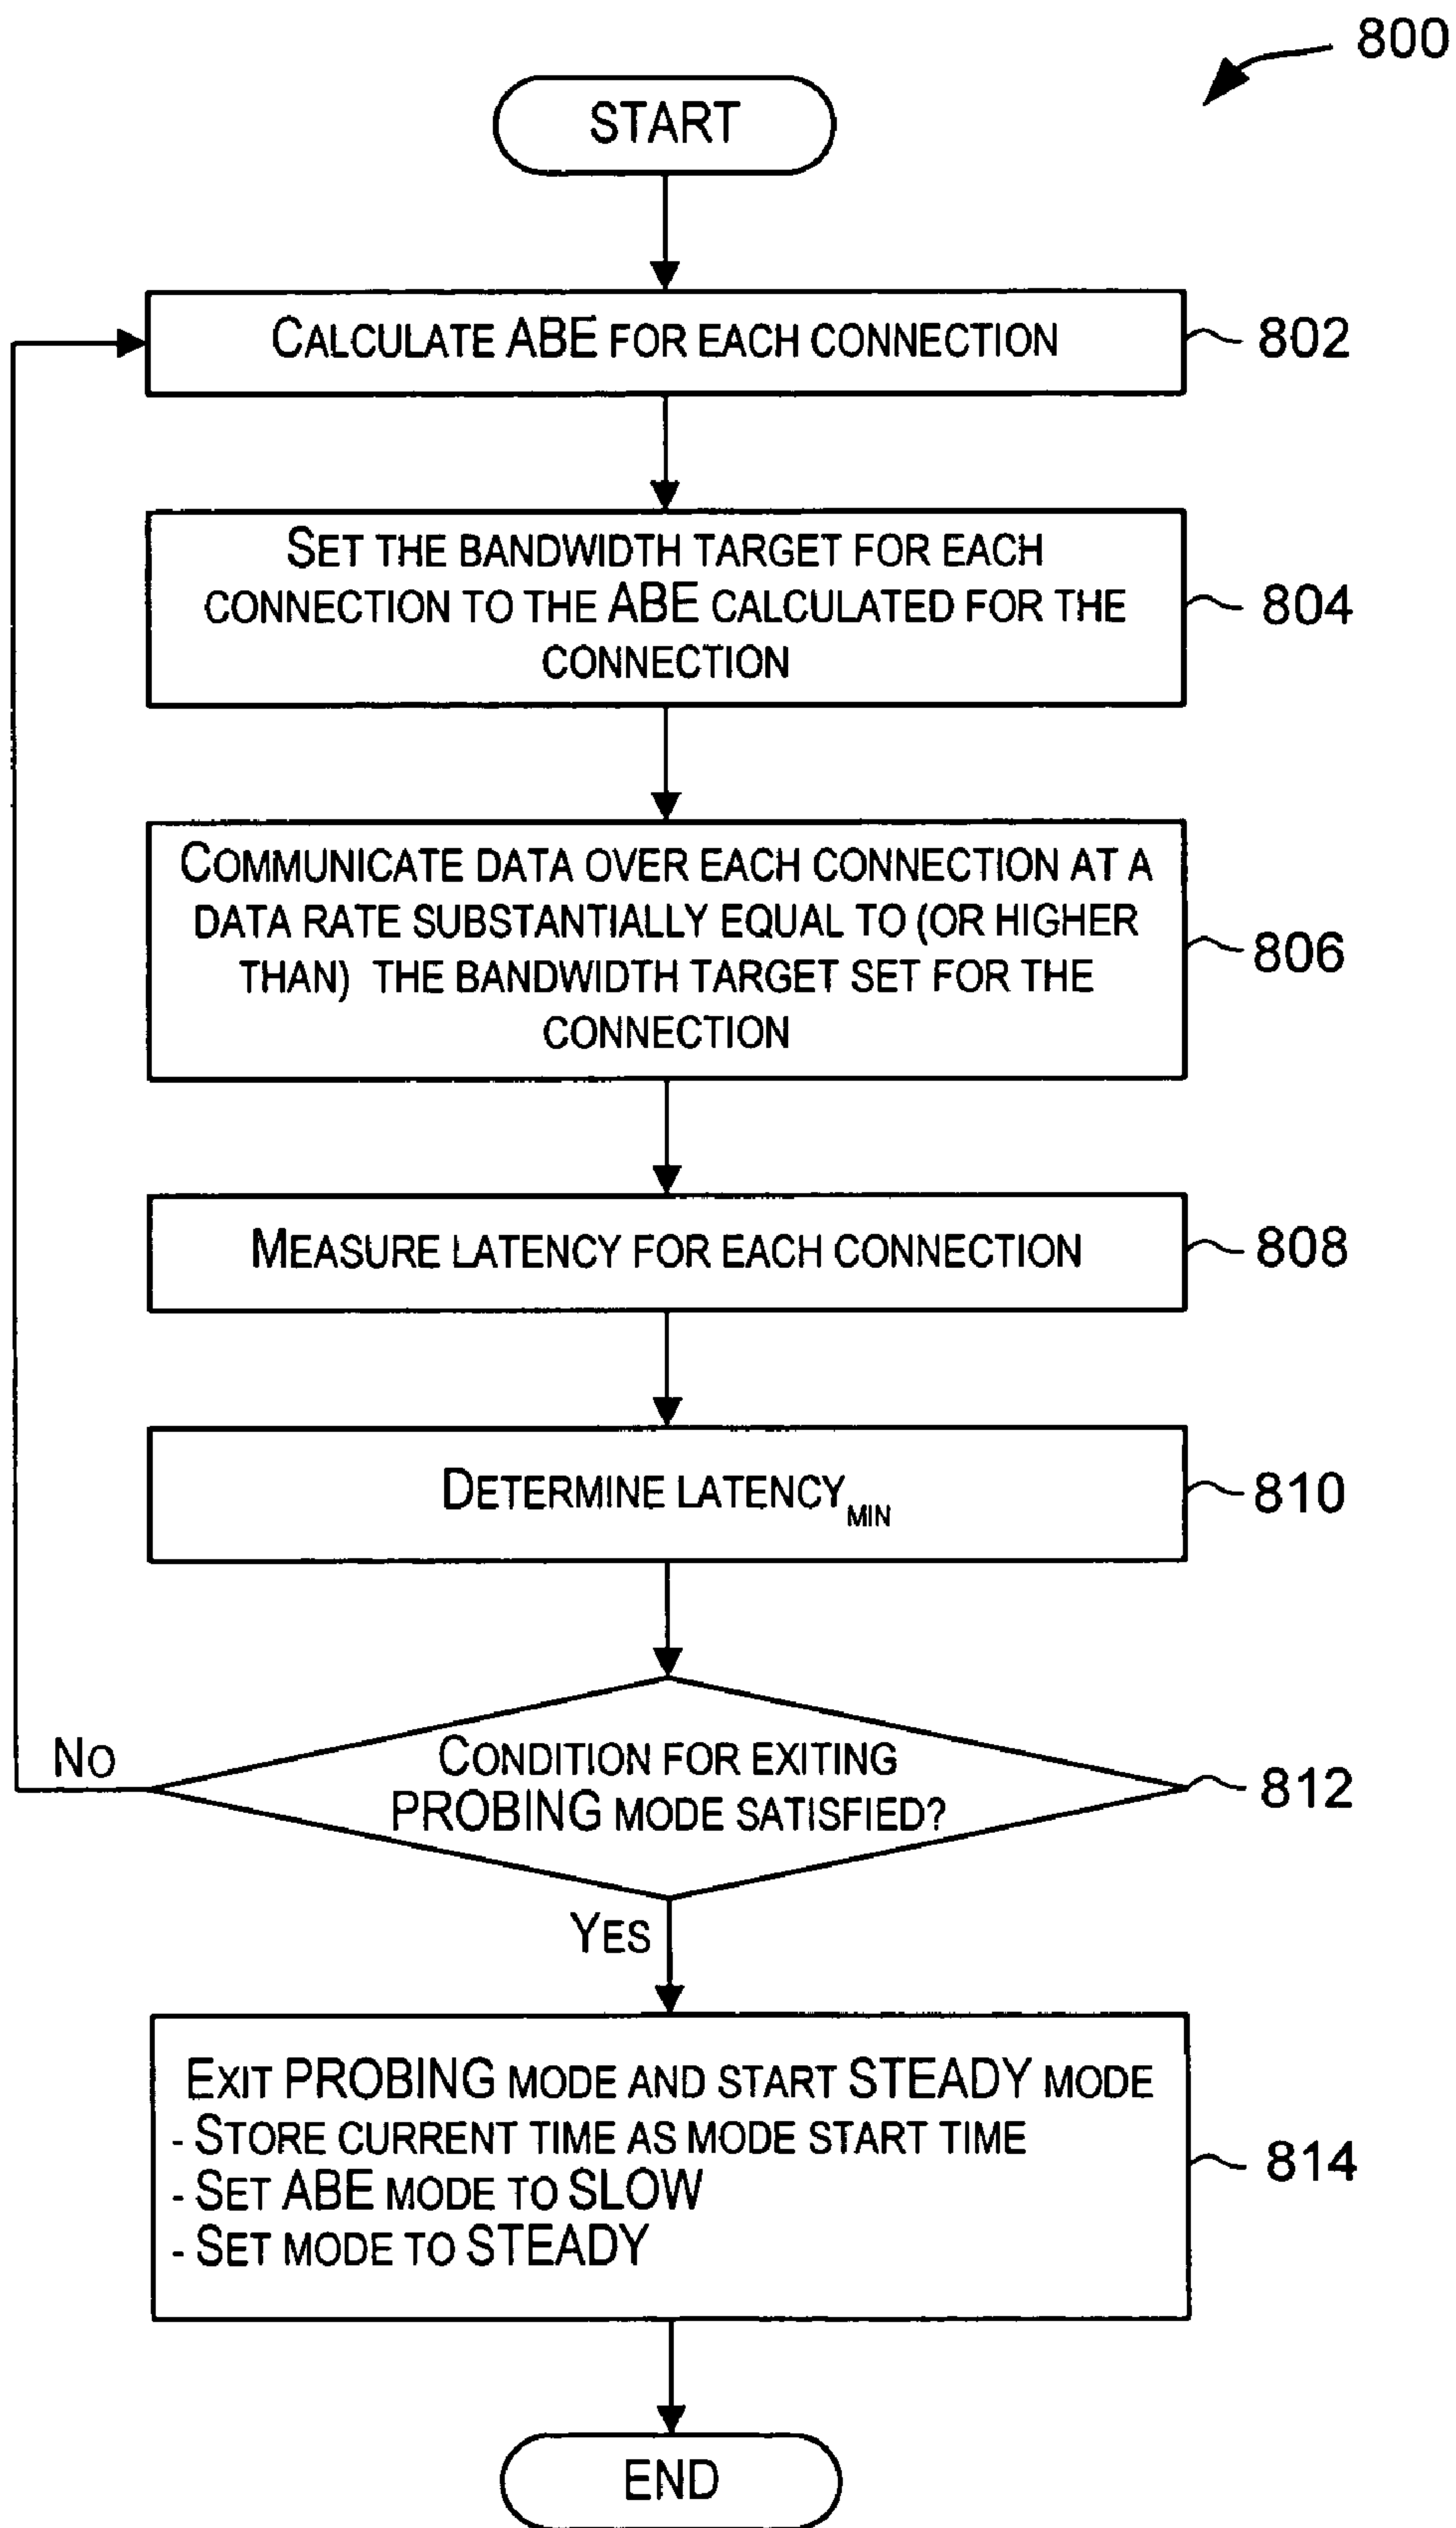 800
START
CALCULATE ABE FOR EACH CONNECTION
802
SET THE BANDWIDTH TARGET FOR EACH
CONNECTION TO THE ABE CALCULATED FOR THE
CONNECTION
804
COMMUNICATE DATA OVER EACH CONNECTION AT A
DATA RATE SUBSTANTIALLY EQUAL TO (OR HIGHER
THAN) THE BANDWIDTH TARGET SET FOR THE
CONNECTION
806
MEASURE LATENCY FOR EACH CONNECTION
808
DETERMINE LATENCY MIN
810
CONDITION FOR EXITING
PROBING MODE SATISFIED?
812
NO
YES
EXIT PROBING MODE AND START STEADY MODE
- STORE CURRENT TIME AS MODE START TIME
- SET ABE MODE TO SLOW
- SET MODE TO STEADY
814
END